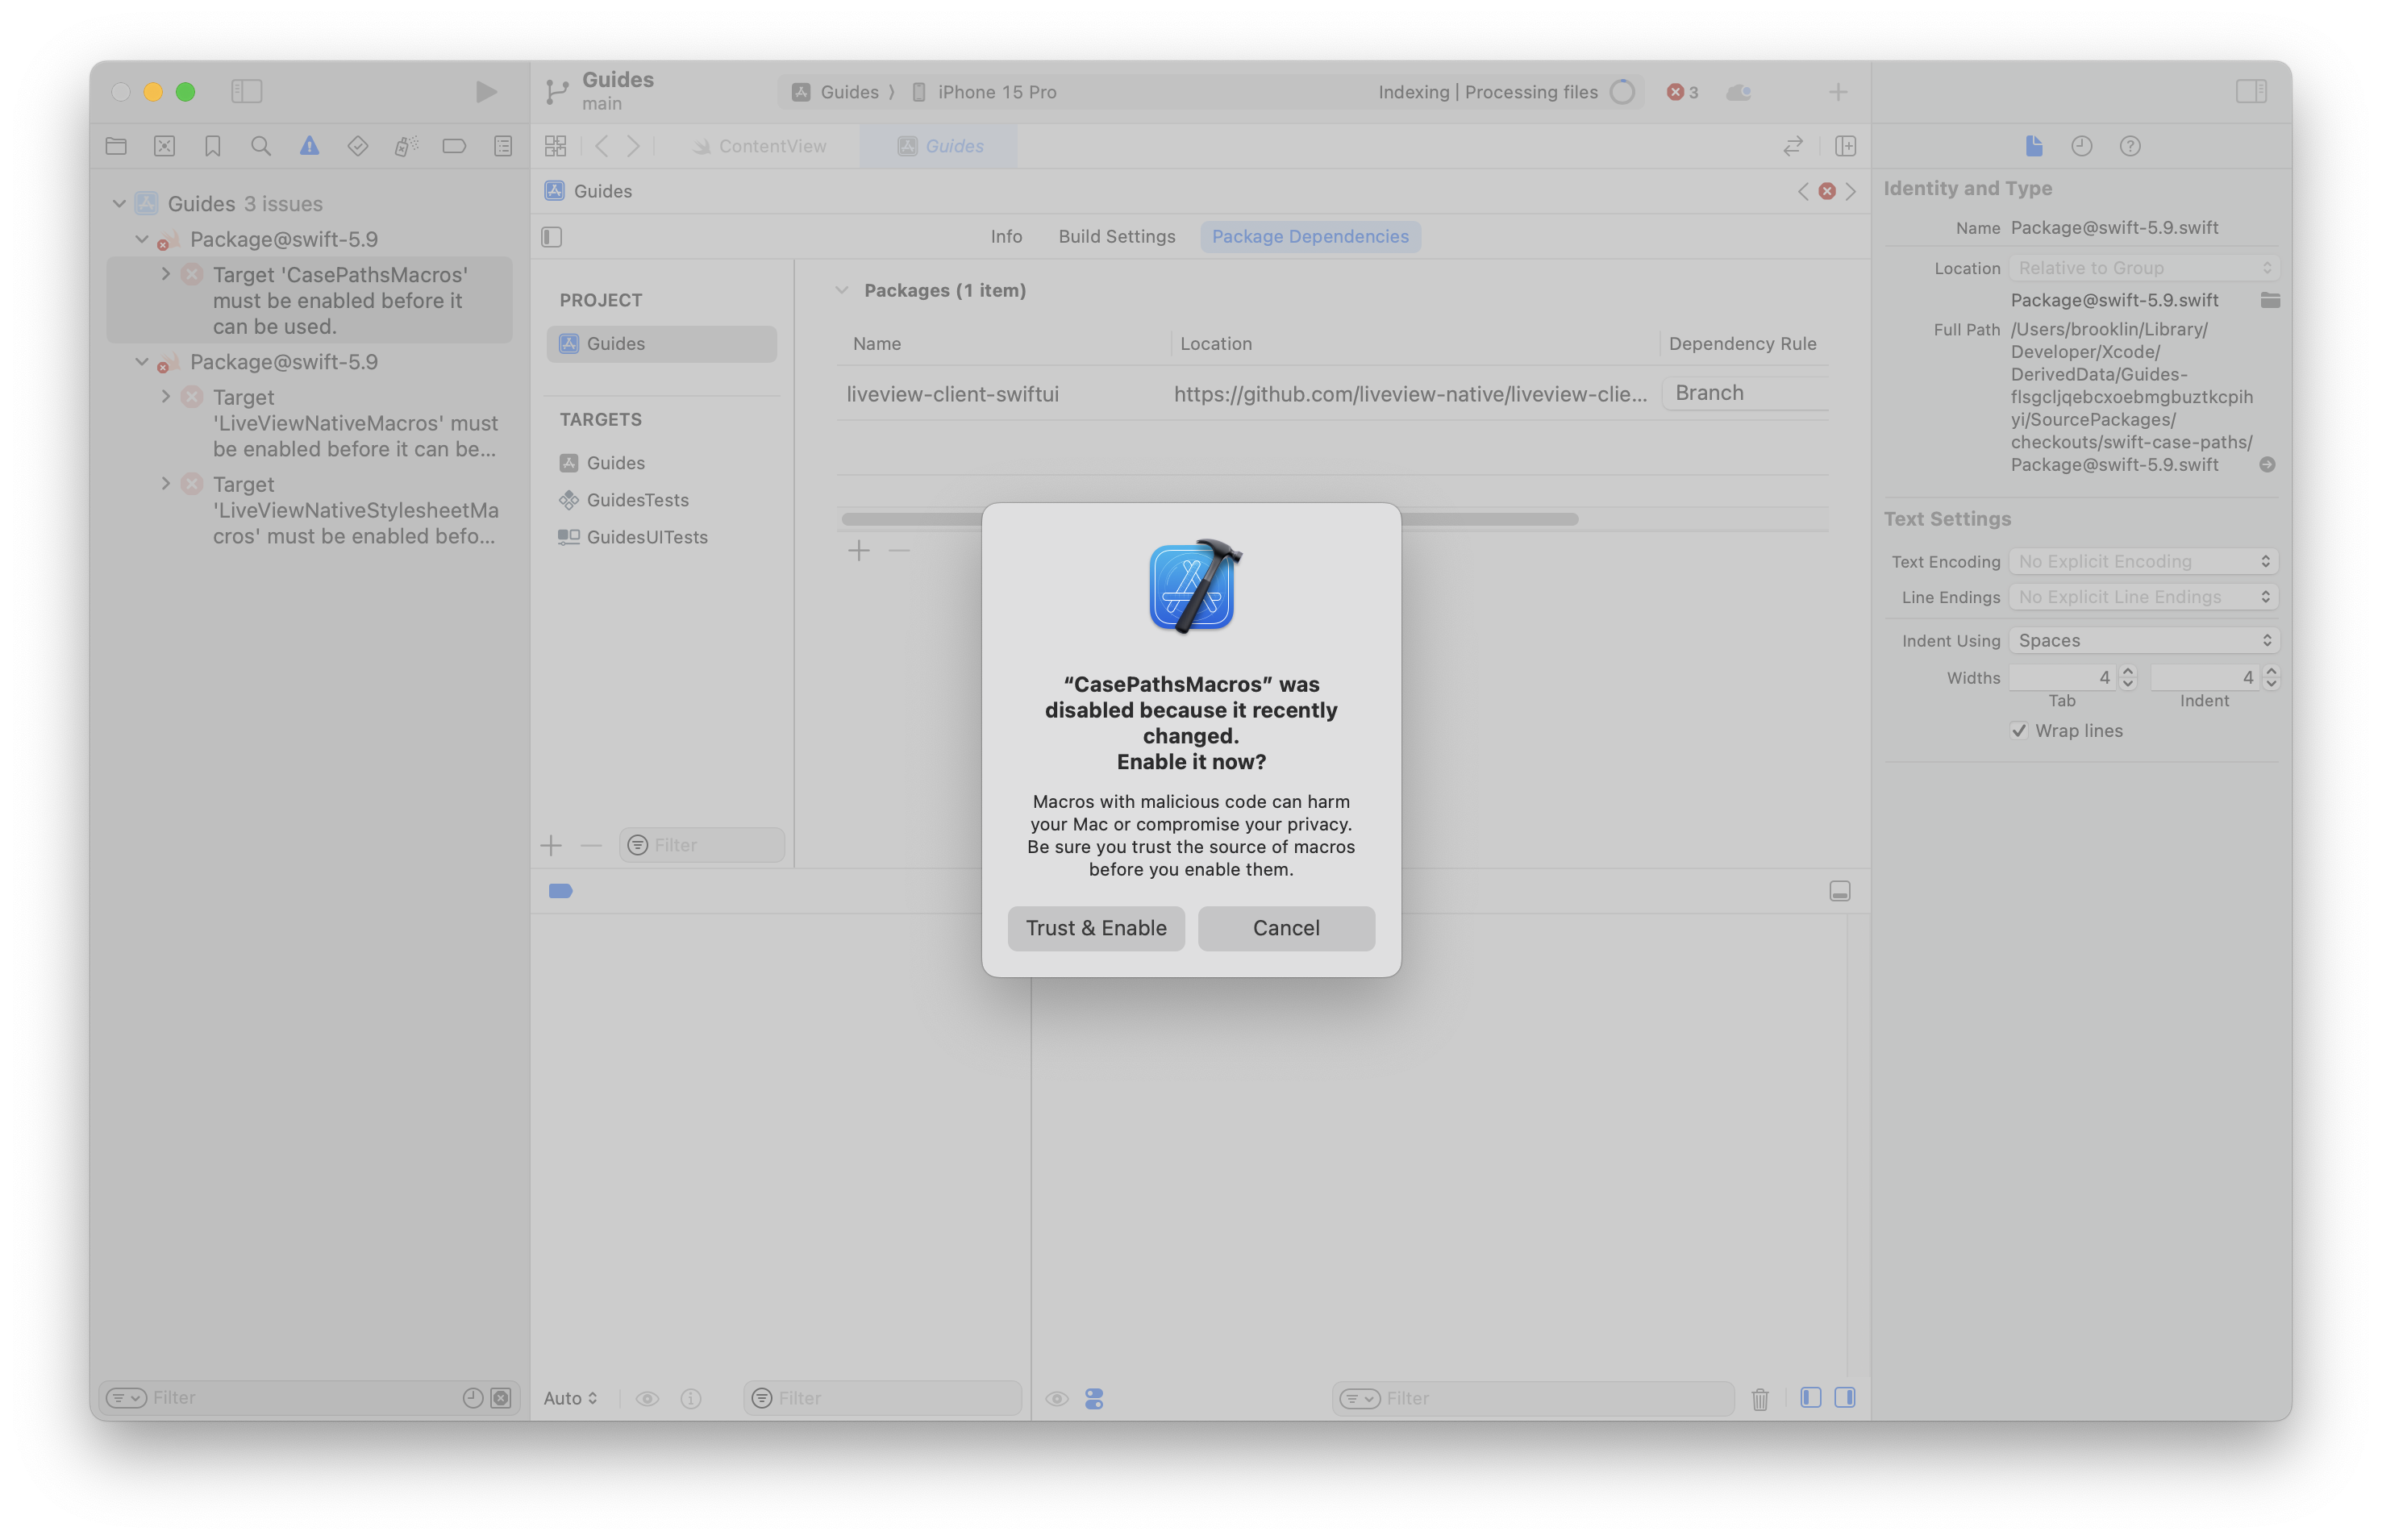 Guides
main
Guides
iPhone 15 Pro
Indexing | Processing files
3
ContentView
Guides
Guides
Guides 3 issues
Package@swift-5.9
Target 'CasePathsMacros'
must be enabled before it
can be used.
Package@swift-5.9
Target
'LiveViewNativeMacros' must
be enabled before it can be...
Target
'LiveViewNativeStylesheetMa
cros' must be enabled befo...
Filter
Info
Build Settings
Package Dependencies
PROJECT
Guides
TARGETS
Guides
GuidesTests
GuidesUITests
Filter
Packages (1 item)
Name
Location
Dependency Rule
liveview-client-swiftui
https://github.com/liveview-native/liveview-clie...
Branch
“CasePathsMacros” was
disabled because it recently
changed.
Enable it now?
Macros with malicious code can harm
your Mac or compromise your privacy.
Be sure you trust the source of macros
before you enable them.
Trust & Enable
Cancel
Auto
Filter
Filter
Identity and Type
Name Package@swift-5.9.swift
Location Relative to Group
Package@swift-5.9.swift
Full Path /Users/brooklin/Library/
Developer/Xcode/
DerivedData/Guides-
flsgcljqebcxoebmgbuztkcpih
yi/SourcePackages/
checkouts/swift-case-paths/
Package@swift-5.9.swift
Text Settings
Text Encoding No Explicit Encoding
Line Endings No Explicit Line Endings
Indent Using Spaces
Widths 4 4
Tab Indent
Wrap lines